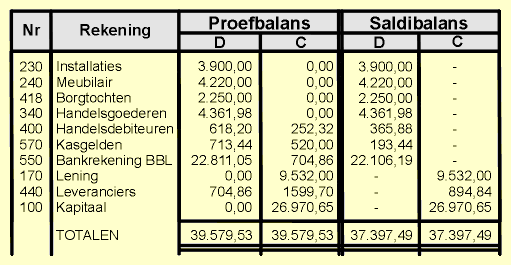 Nr Rekening Proefbalans Saldibalans
D C D C
230 Installaties 3.900,00 0,00 3.900,00 -
240 Meubilair 4.220,00 0,00 4.220,00 -
418 Borgtochten 2.250,00 0,00 2.250,00 -
340 Handelsgoederen 4.361,98 0,00 4.361,98 -
400 Handelsdebiteuren 618,20 252,32 365,88 -
570 Kasgelden 713,44 520,00 193,44 -
550 Bankrekening BBL 22.811,05 704,86 22.106,19 -
170 Lening 0,00 9.532,00 - 9.532,00
440 Leveranciers 704,86 1599,70 - 894,84
100 Kapitaal 0,00 26.970,65 - 26.970,65
TOTALEN 39.579,53 39.579,53 37.397,49 37.397,49